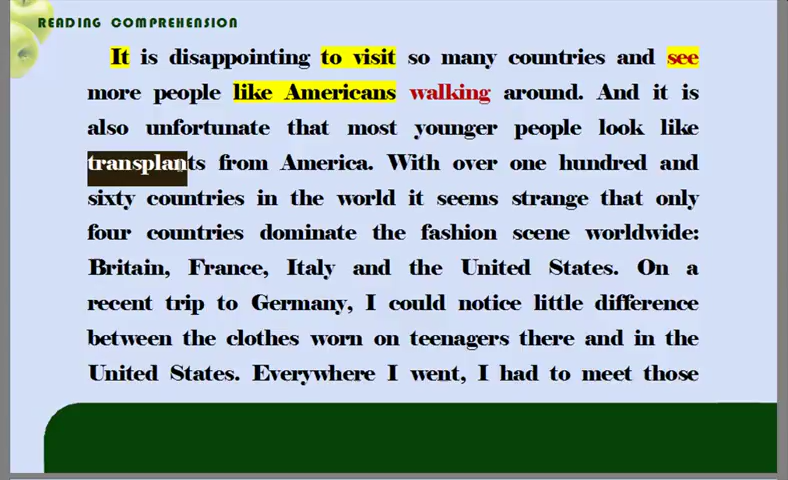 READING COMPREHENSION
It is disappointing to visit so many countries and see
more people like Americans walking around. And it is
also unfortunate that most younger people look like
transplants from America. With over one hundred and
sixty countries in the world it seems strange that only
four countries dominate the fashion scene worldwide:
Britain, France, Italy and the United States. On a
recent trip to Germany, I could notice little difference
between the clothes worn on teenagers there and in the
United States. Everywhere I went, I had to meet those